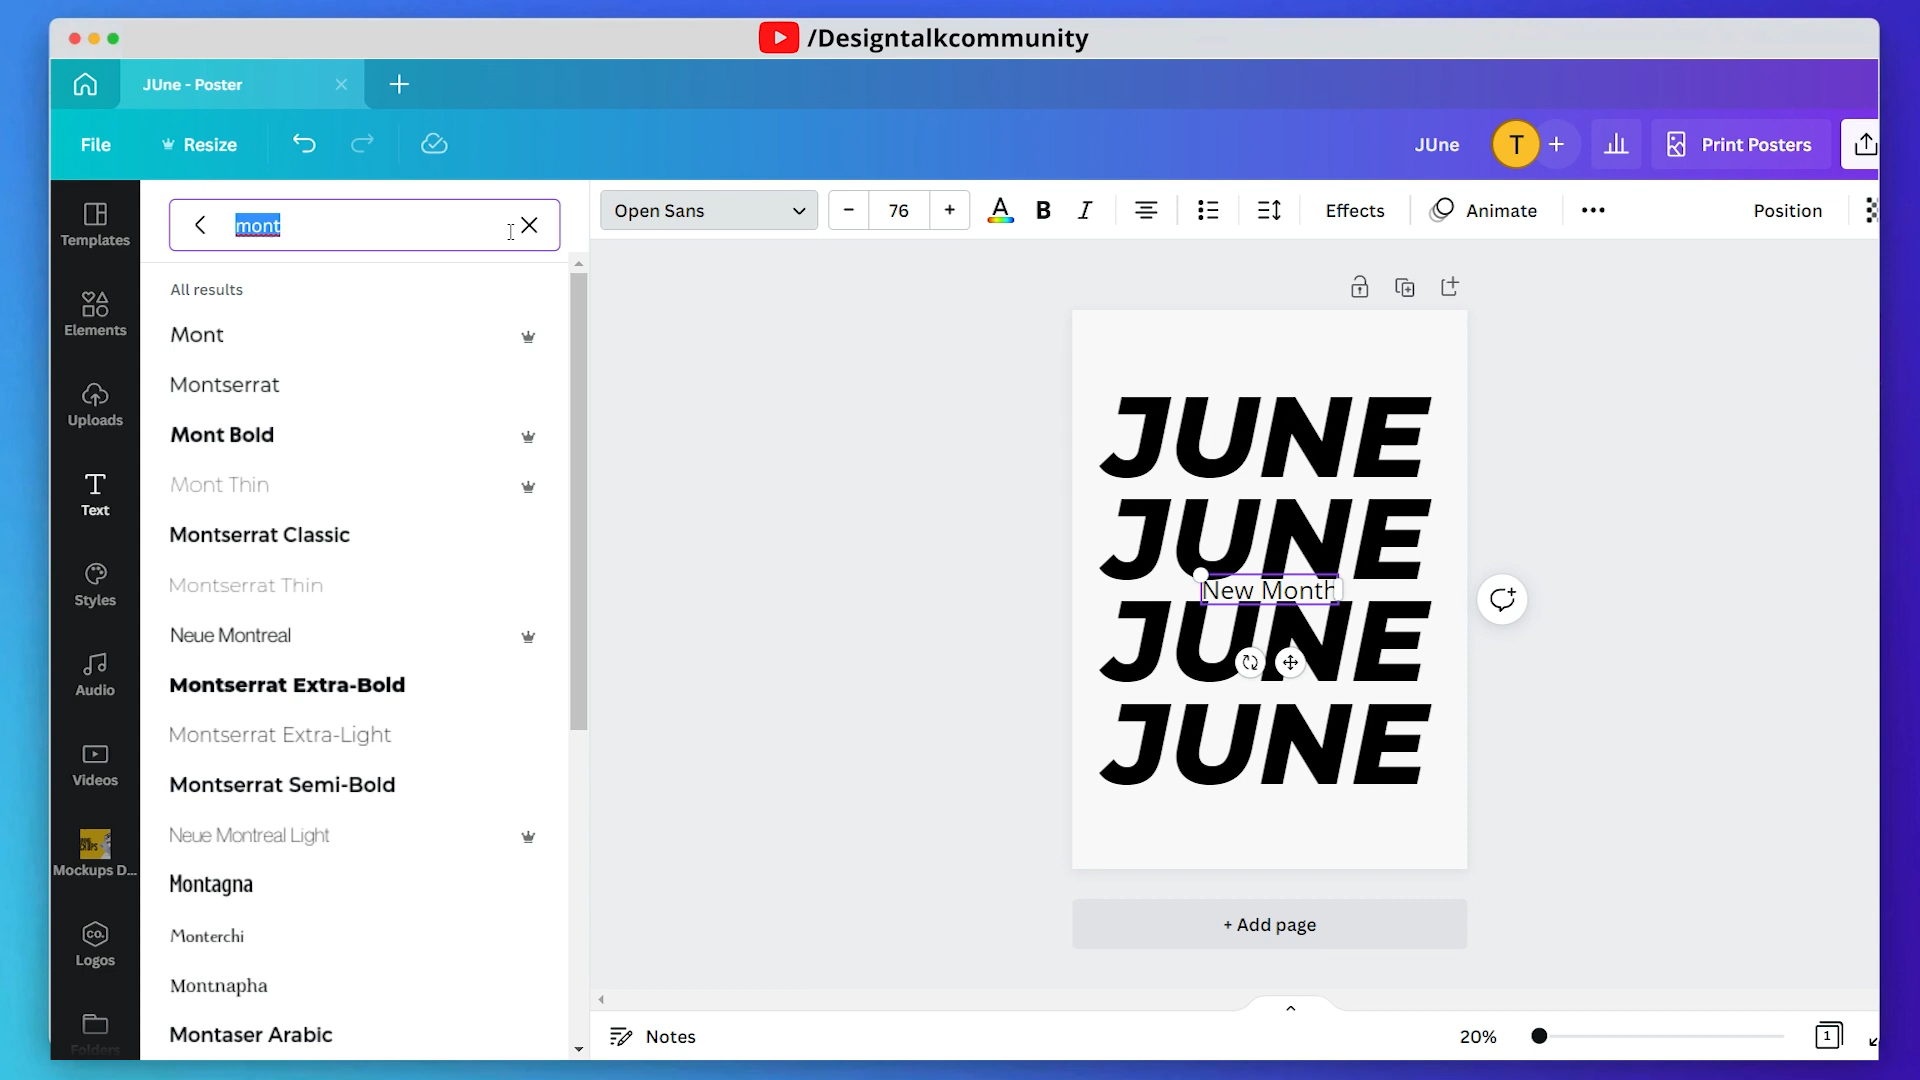 /Designtalkcommunity
JUne - Poster
File
Resize
JUne
T
Print Posters
Templates
Elements
Uploads
Text
Styles
Audio
Videos
Mockups D...
Logos
Folders
mont
All results
Mont
Montserrat
Mont Bold
Mont Thin
Montserrat Classic
Montserrat Thin
Neue Montreal
Montserrat Extra-Bold
Montserrat Extra-Light
Montserrat Semi-Bold
Neue Montreal Light
Montagna
Monterchi
Montnapha
Montaser Arabic
Open Sans
− 76 +
A B I
Effects
Animate
Position
JUNE
JUNE
New Month
JUNE
JUNE
+ Add page
Notes
20%
1
CO.